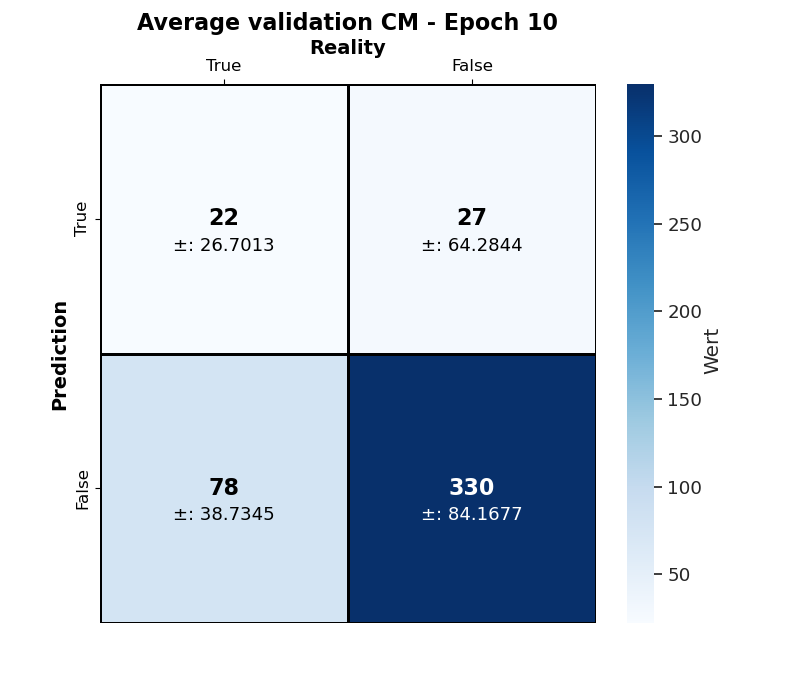 Average validation CM - Epoch 10
Reality
True
False
True
22
±: 26.7013
27
±: 64.2844
Prediction
False
78
±: 38.7345
330
±: 84.1677
300
250
200
150
100
50
Wert